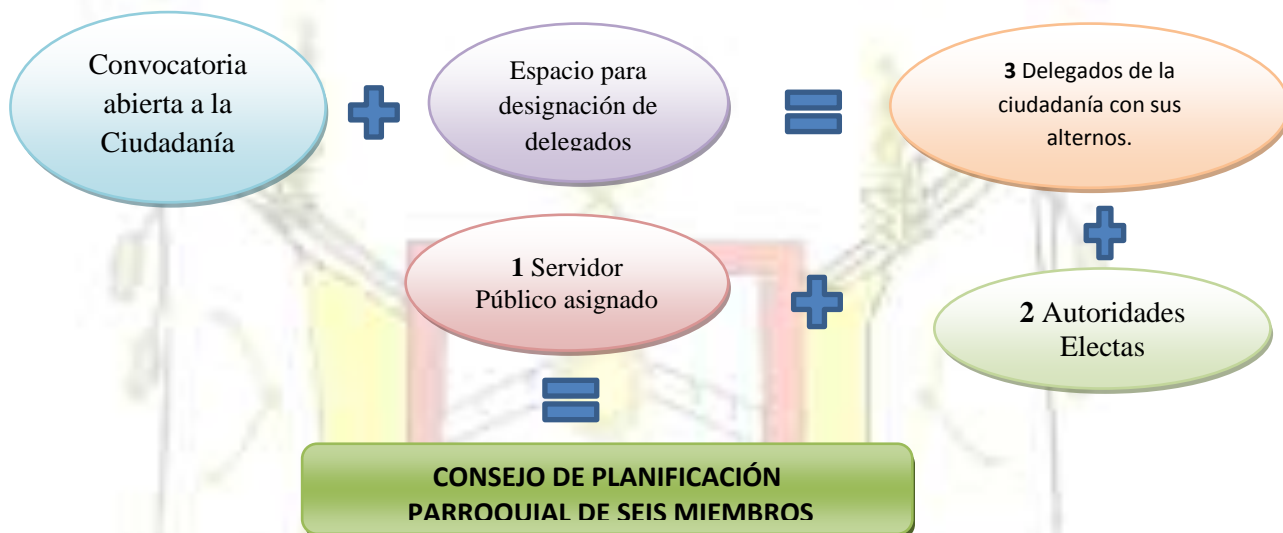 Convocatoria
abierta a la
Ciudadanía
Espacio para
designación de
delegados
3 Delegados de la
ciudadanía con sus
alternos.
1 Servidor
Público asignado
2 Autoridades
Electas
CONSEJO DE PLANIFICACIÓN
PARROQUIAL DE SEIS MIEMBROS